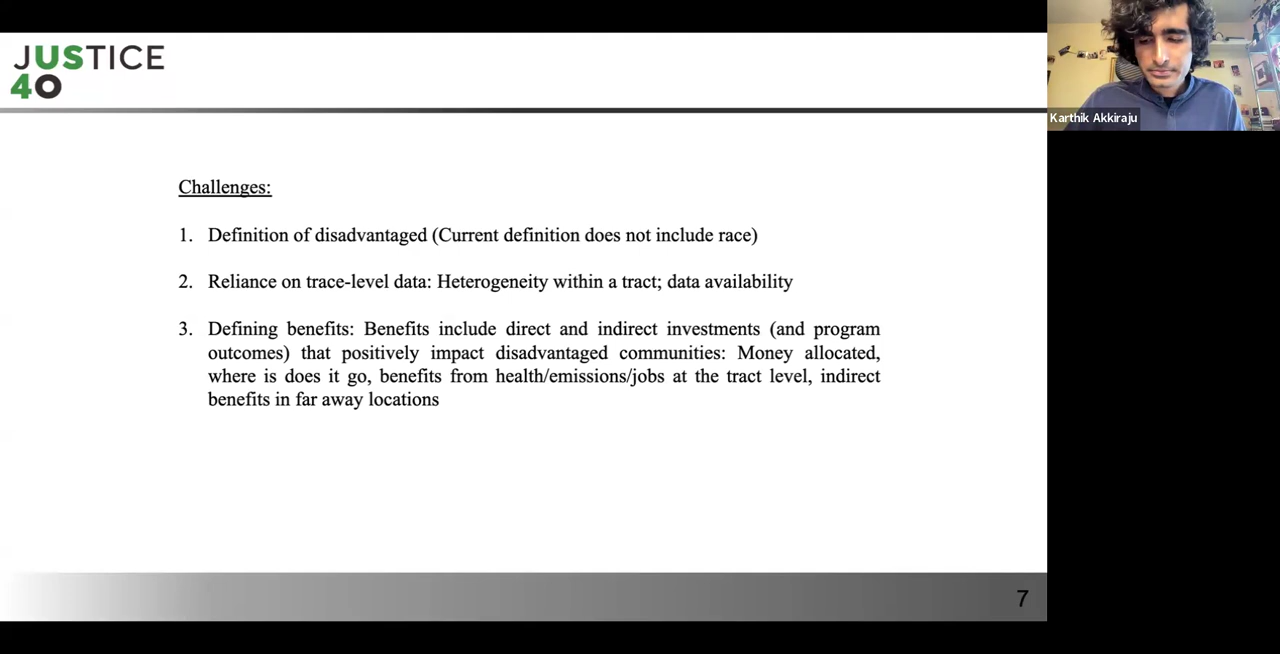 JUSTICE
40
Karthik Akkiraju
Challenges:
1. Definition of disadvantaged (Current definition does not include race)
2. Reliance on trace-level data: Heterogeneity within a tract; data availability
3. Defining benefits: Benefits include direct and indirect investments (and program
outcomes) that positively impact disadvantaged communities: Money allocated,
where is does it go, benefits from health/emissions/jobs at the tract level, indirect
benefits in far away locations
7